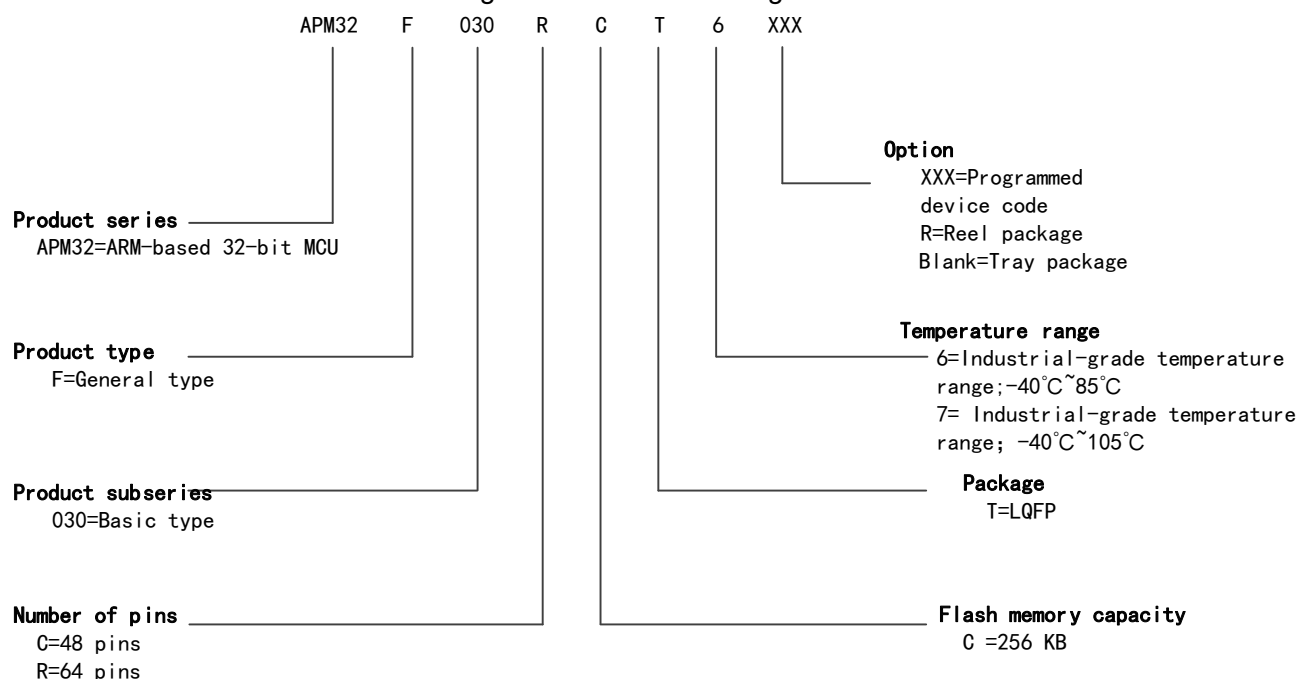 APM32 F 030 R C T 6 XXX
Option
XXX=Programmed
device code
R=Reel package
Blank=Tray package
Product series
APM32=ARM-based 32-bit MCU
Temperature range
6=Industrial-grade temperature
range;-40℃~85℃
7= Industrial-grade temperature
range; -40℃~105℃
Product type
F=General type
Package
T=LQFP
Product subseries
030=Basic type
Number of pins
C=48 pins
R=64 pins
Flash memory capacity
C =256 KB